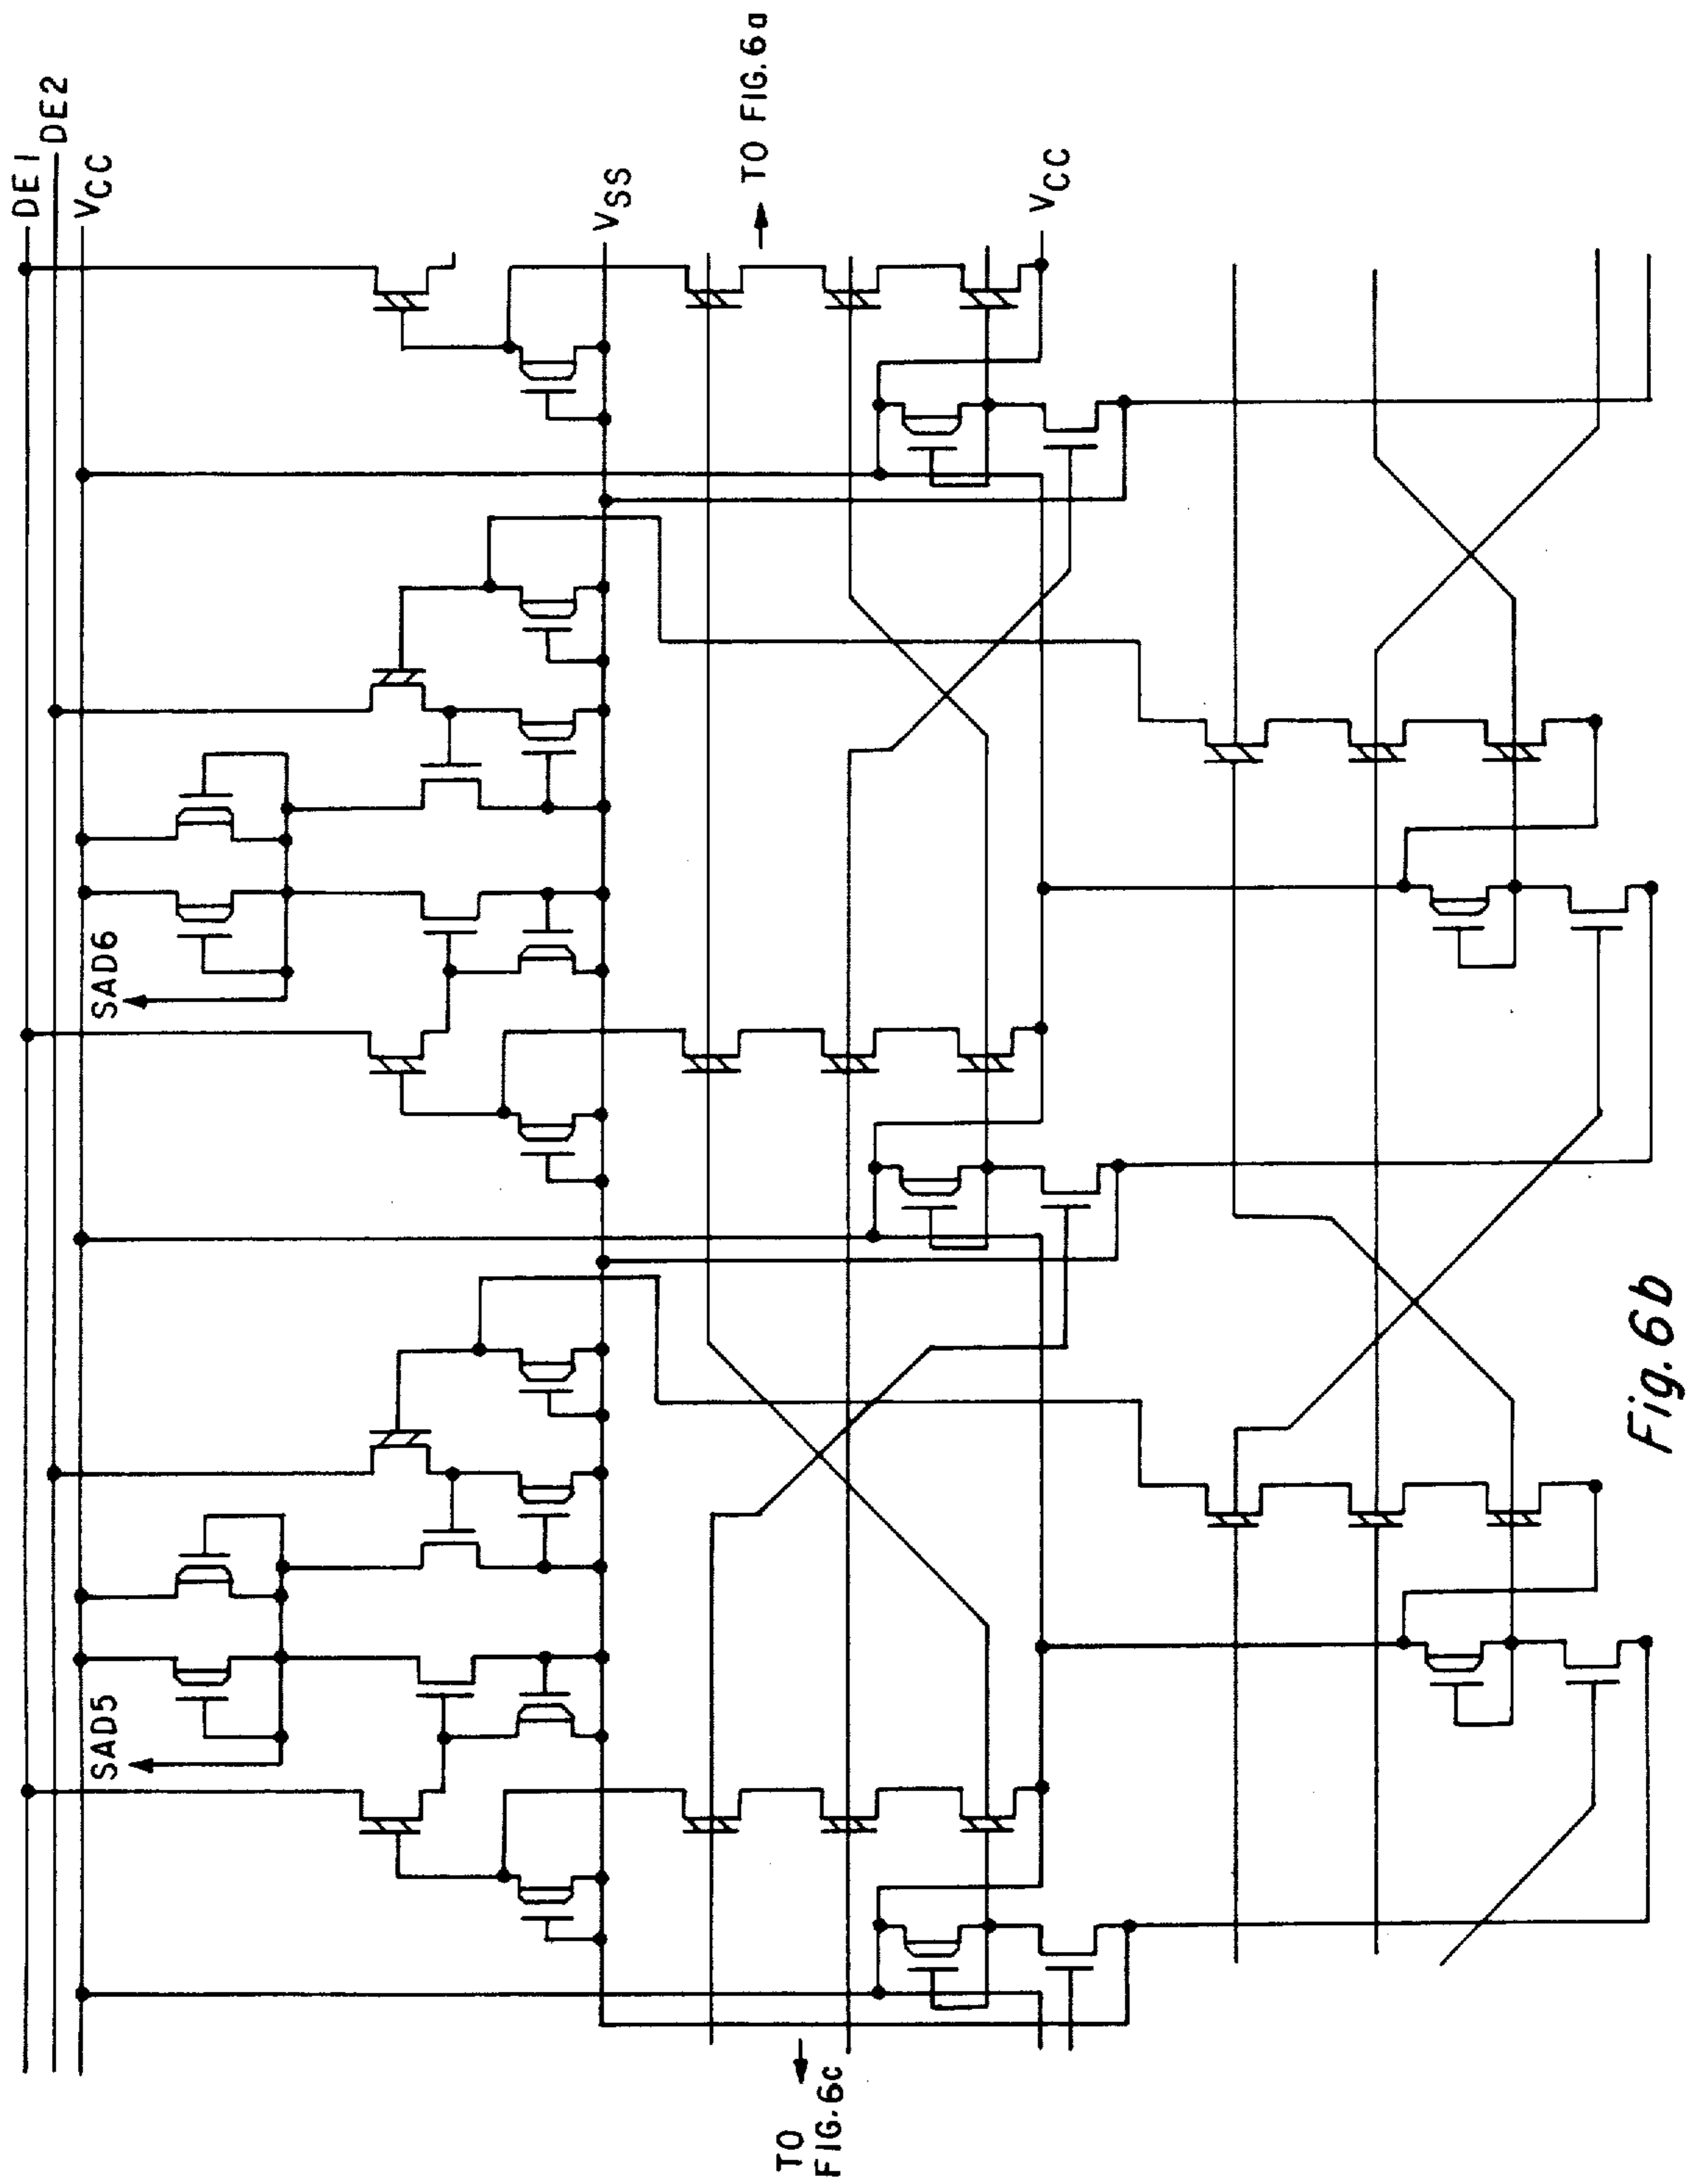 DE1
DE2
VCC
SAD6
SAD5
VSS
TO FIG. 6a
VCC
TO
FIG. 6c
Fig. 6b